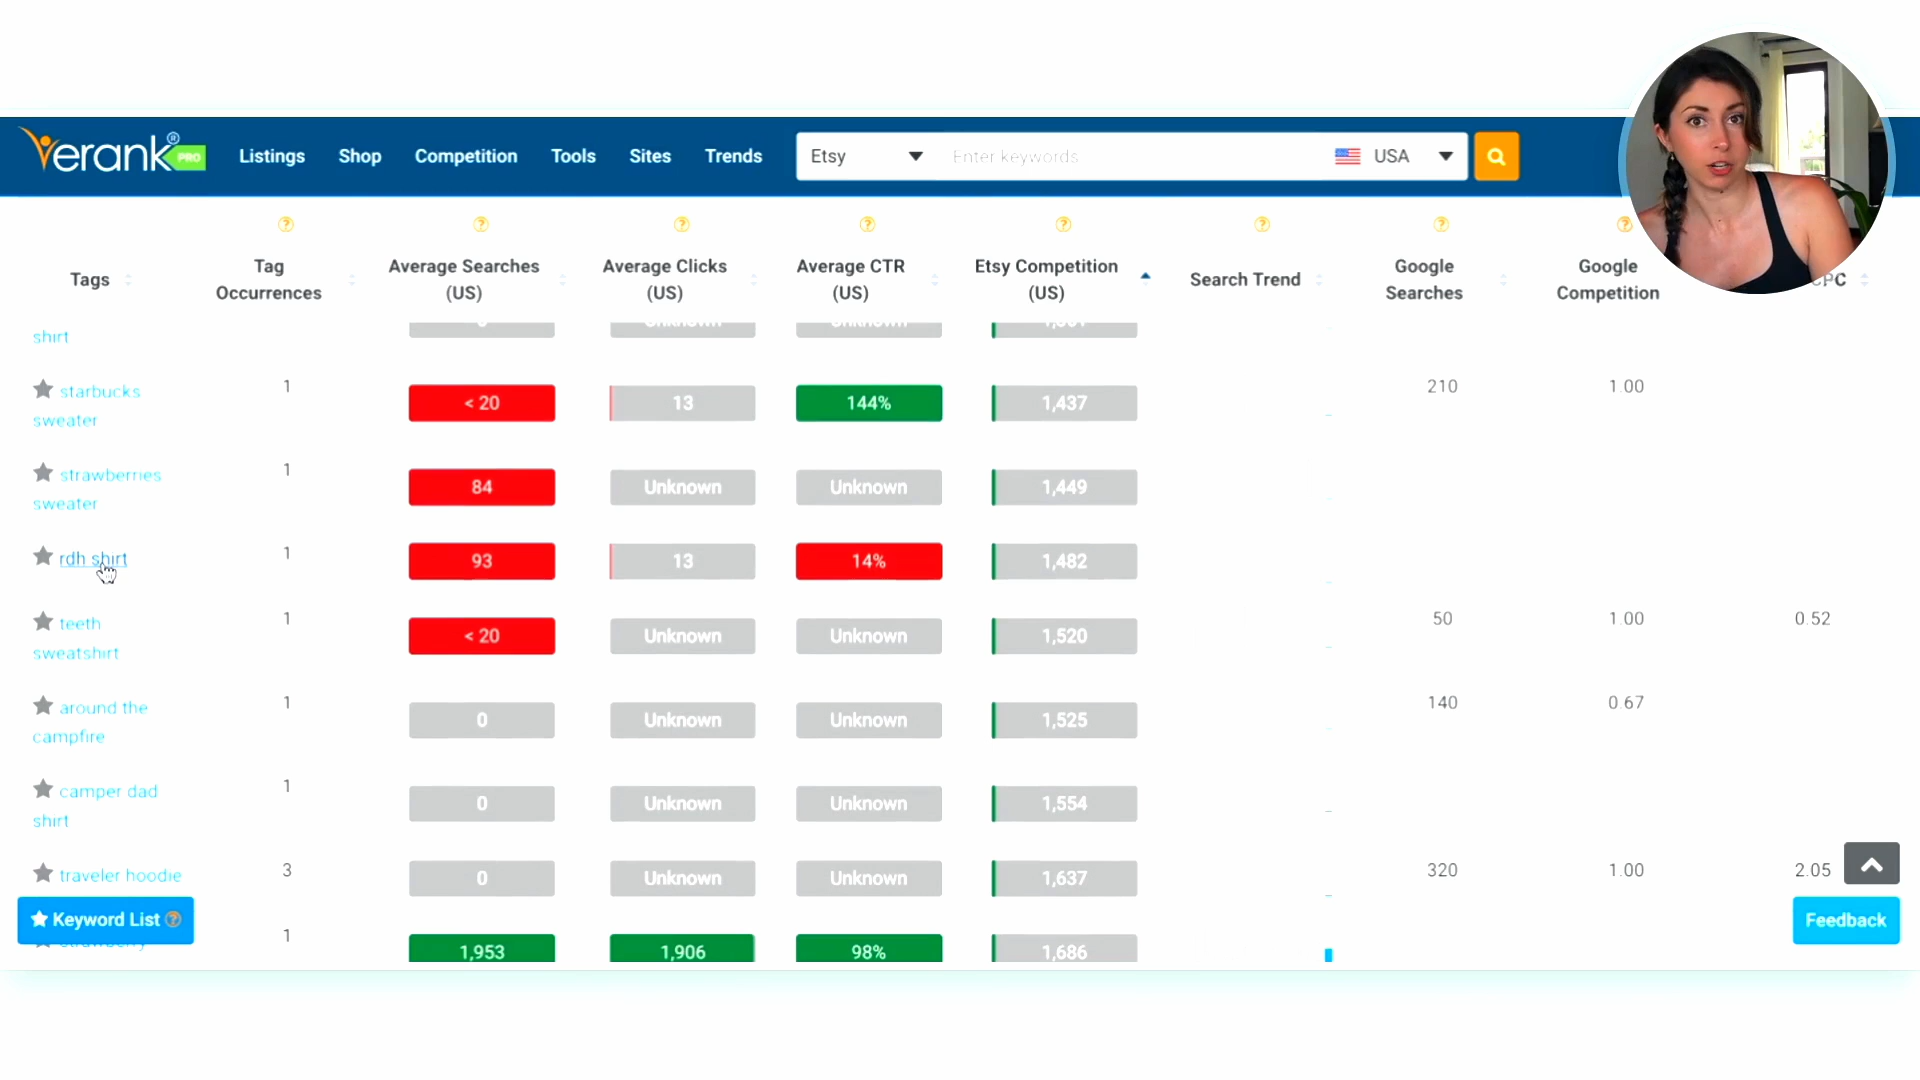 erank® PRO
Listings Shop Competition Tools Sites Trends Etsy Enter keywords USA
Tags
Tag Occurrences
Average Searches (US)
Average Clicks (US)
Average CTR (US)
Etsy Competition (US)
Search Trend
Google Searches
Google Competition
CPC
shirt
starbucks sweater 1 < 20 13 144% 1,437 210 1.00
strawberries sweater 1 84 Unknown Unknown 1,449
rdh shirt 1 93 13 14% 1,482
teeth sweatshirt 1 < 20 Unknown Unknown 1,520 50 1.00 0.52
around the campfire 1 0 Unknown Unknown 1,525 140 0.67
camper dad shirt 1 0 Unknown Unknown 1,554
traveler hoodie 3 0 Unknown Unknown 1,637 320 1.00 2.05
Keyword List ?
strawberry 1 1,953 1,906 98% 1,686
Feedback